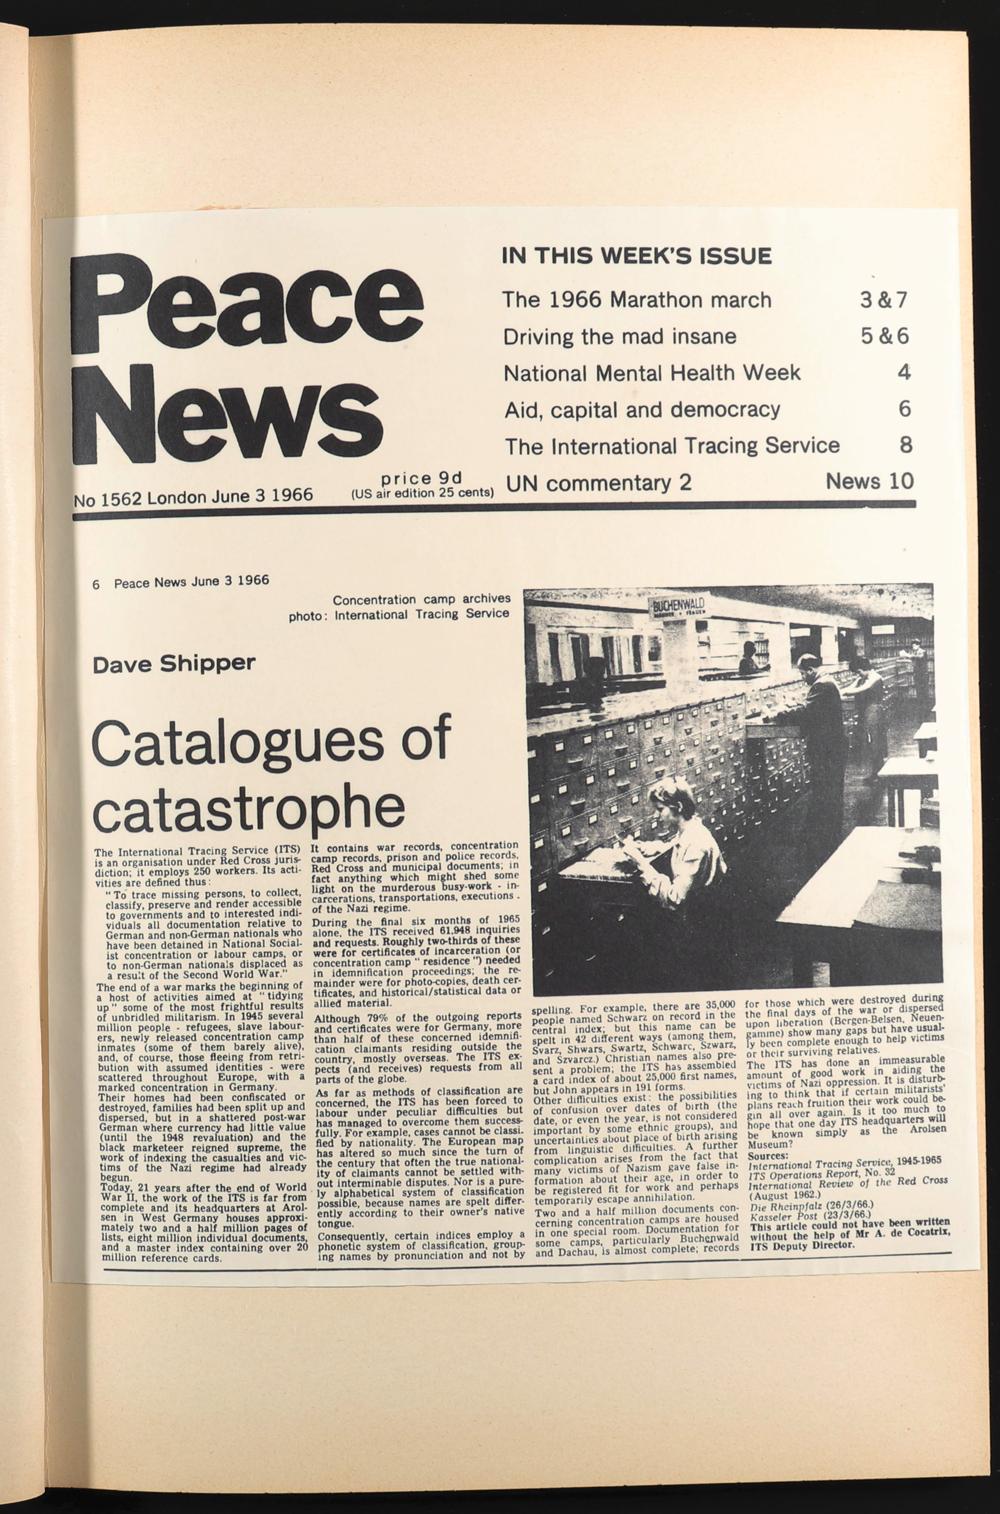 Peace
News
No 1562 London June 3 1966
price 9d
(US air edition 25 cents)
IN THIS WEEK'S ISSUE
The 1966 Marathon march 3 & 7
Driving the mad insane 5 & 6
National Mental Health Week 4
Aid, capital and democracy 6
The International Tracing Service 8
UN commentary 2 News 10
6 Peace News June 3 1966
Concentration camp archives
photo: International Tracing Service
BUCHENWALD
MÄNNER + FRAUEN
Dave Shipper
Catalogues of
catastrophe
The International Tracing Service (ITS)
is an organisation under Red Cross juris-
diction; it employs 250 workers. Its acti-
vities are defined thus:
"To trace missing persons, to collect,
classify, preserve and render accessible
to governments and to interested indi-
viduals all documentation relative to
German and non-German nationals who
have been detained in National Social-
ist concentration or labour camps, or
to non-German nationals displaced as
a result of the Second World War."
The end of a war marks the beginning of
a host of activities aimed at "tidying
up" some of the most frightful results
of unbridled militarism. In 1945 several
million people - refugees, slave labour-
ers, newly released concentration camp
inmates (some of them barely alive),
and, of course, those fleeing from retri-
bution with assumed identities - were
scattered throughout Europe, with a
marked concentration in Germany.
Their homes had been confiscated or
destroyed, families had been split up and
dispersed, but in a shattered post-war
German where currency had little value
(until the 1948 revaluation) and the
black marketeer reigned supreme, the
work of indexing the casualties and vic-
tims of the Nazi regime had already
begun.
Today, 21 years after the end of World
War II, the work of the ITS is far from
complete and its headquarters at Arol-
sen in West Germany houses approxi-
mately two and a half million pages of
lists, eight million individual documents,
and a master index containing over 20
million reference cards.
It contains war records, concentration
camp records, prison and police records,
Red Cross and municipal documents; in
fact anything which might shed some
light on the murderous busy-work - in-
carcerations, transportations, executions -
of the Nazi regime.
During the final six months of 1965
alone, the ITS received 61,948 inquiries
and requests. Roughly two-thirds of these
were for certificates of incarceration (or
concentration camp "residence") needed
in idemnification proceedings; the re-
mainder were for photo-copies, death cer-
tificates, and historical/statistical data or
allied material.
Although 79% of the outgoing reports
and certificates were for Germany, more
than half of these concerned idemnifi-
cation claimants residing outside the
country, mostly overseas. The ITS ex-
pects (and receives) requests from all
parts of the globe.
As far as methods of classification are
concerned, the ITS has been forced to
labour under peculiar difficulties but
has managed to overcome them success-
fully. For example, cases cannot be classi-
fied by nationality. The European map
has altered so much since the turn of
the century that often the true national-
ity of claimants cannot be settled with-
out interminable disputes. Nor is a pure-
ly alphabetical system of classification
possible, because names are spelt differ-
ently according to their owner's native
tongue.
Consequently, certain indices employ a
phonetic system of classification, group-
ing names by pronunciation and not by
spelling. For example, there are 35,000
people named Schwarz on record in the
central index; but this name can be
spelt in 42 different ways (among them,
Svarz, Shwars, Swartz, Schwarc, Szwarz,
and Szvarcz.) Christian names also pre-
sent a problem; the ITS has assembled
a card index of about 25,000 first names,
but John appears in 191 forms.
Other difficulties exist: the possibilities
of confusion over dates of birth (the
date, or even the year, is not considered
important by some ethnic groups), and
uncertainties about place of birth arising
from linguistic difficulties. A further
complication arises from the fact that
many victims of Nazism gave false in-
formation about their age, in order to
be registered fit for work and perhaps
temporarily escape annihilation.
Two and a half million documents con-
cerning concentration camps are housed
in one special room. Documentation for
some camps, particularly Buchenwald
and Dachau, is almost complete; records
for those which were destroyed during
the final days of the war or dispersed
upon liberation (Bergen-Belsen, Neuen-
gamme) show many gaps but have usual-
ly been complete enough to help victims
or their surviving relatives.
The ITS has done an immeasurable
amount of good work in aiding the
victims of Nazi oppression. It is disturb-
ing to think that if certain militarists'
plans reach fruition their work could be-
gin all over again. Is it too much to
hope that one day ITS headquarters will
be known simply as the Arolsen
Museum?
Sources:
International Tracing Service, 1945-1965
ITS Operations Report, No. 32
International Review of the Red Cross
(August 1962.)
Die Rheinpfalz (26/3/66.)
Kasseler Post (23/3/66.)
This article could not have been written
without the help of Mr A. de Cocatrix,
ITS Deputy Director.